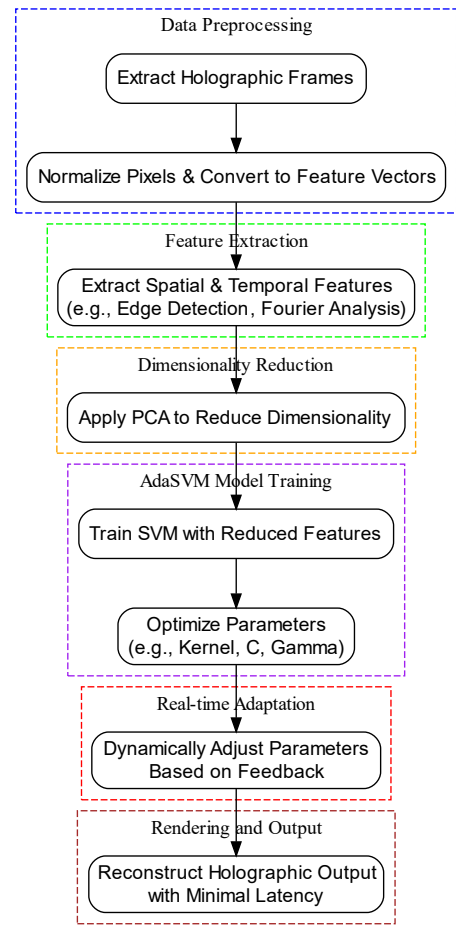 Data Preprocessing
Extract Holographic Frames
Normalize Pixels & Convert to Feature Vectors
Feature Extraction
Extract Spatial & Temporal Features
(e.g., Edge Detection, Fourier Analysis)
Dimensionality Reduction
Apply PCA to Reduce Dimensionality
AdaSVM Model Training
Train SVM with Reduced Features
Optimize Parameters
(e.g., Kernel, C, Gamma)
Real-time Adaptation
Dynamically Adjust Parameters
Based on Feedback
Rendering and Output
Reconstruct Holographic Output
with Minimal Latency